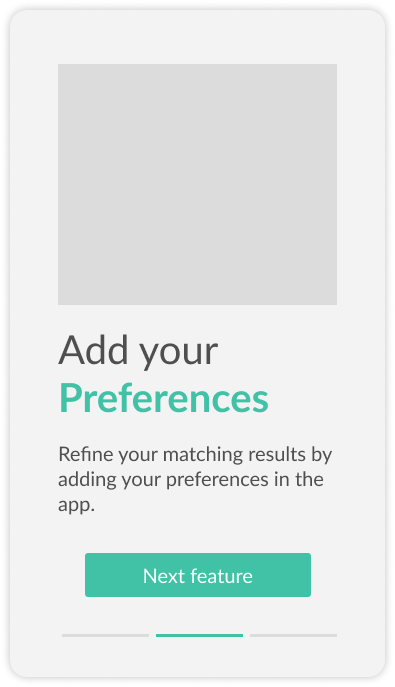 Add your
Preferences
Refine your matching results by
adding your preferences in the
app.
Next feature